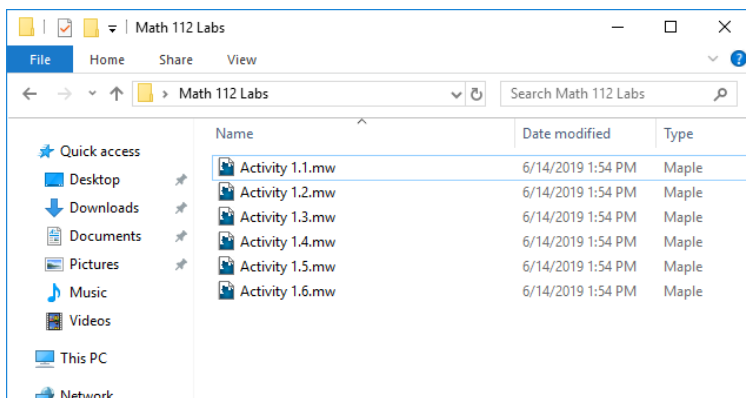 Math 112 Labs
File Home Share View
Math 112 Labs Search Math 112 Labs
Name Date modified Type
Quick access
Desktop
Downloads
Documents
Pictures
Music
Videos
This PC
Network
Activity 1.1.mw 6/14/2019 1:54 PM Maple
Activity 1.2.mw 6/14/2019 1:54 PM Maple
Activity 1.3.mw 6/14/2019 1:54 PM Maple
Activity 1.4.mw 6/14/2019 1:54 PM Maple
Activity 1.5.mw 6/14/2019 1:54 PM Maple
Activity 1.6.mw 6/14/2019 1:54 PM Maple